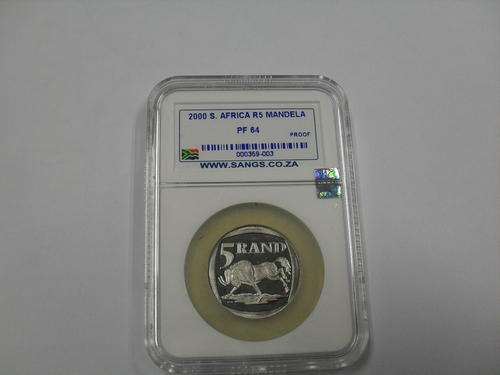 2000 S. AFRICA R5 MANDELA
PF 64
PROOF
000369-003
WWW.SANGS.CO.ZA
5 RAND